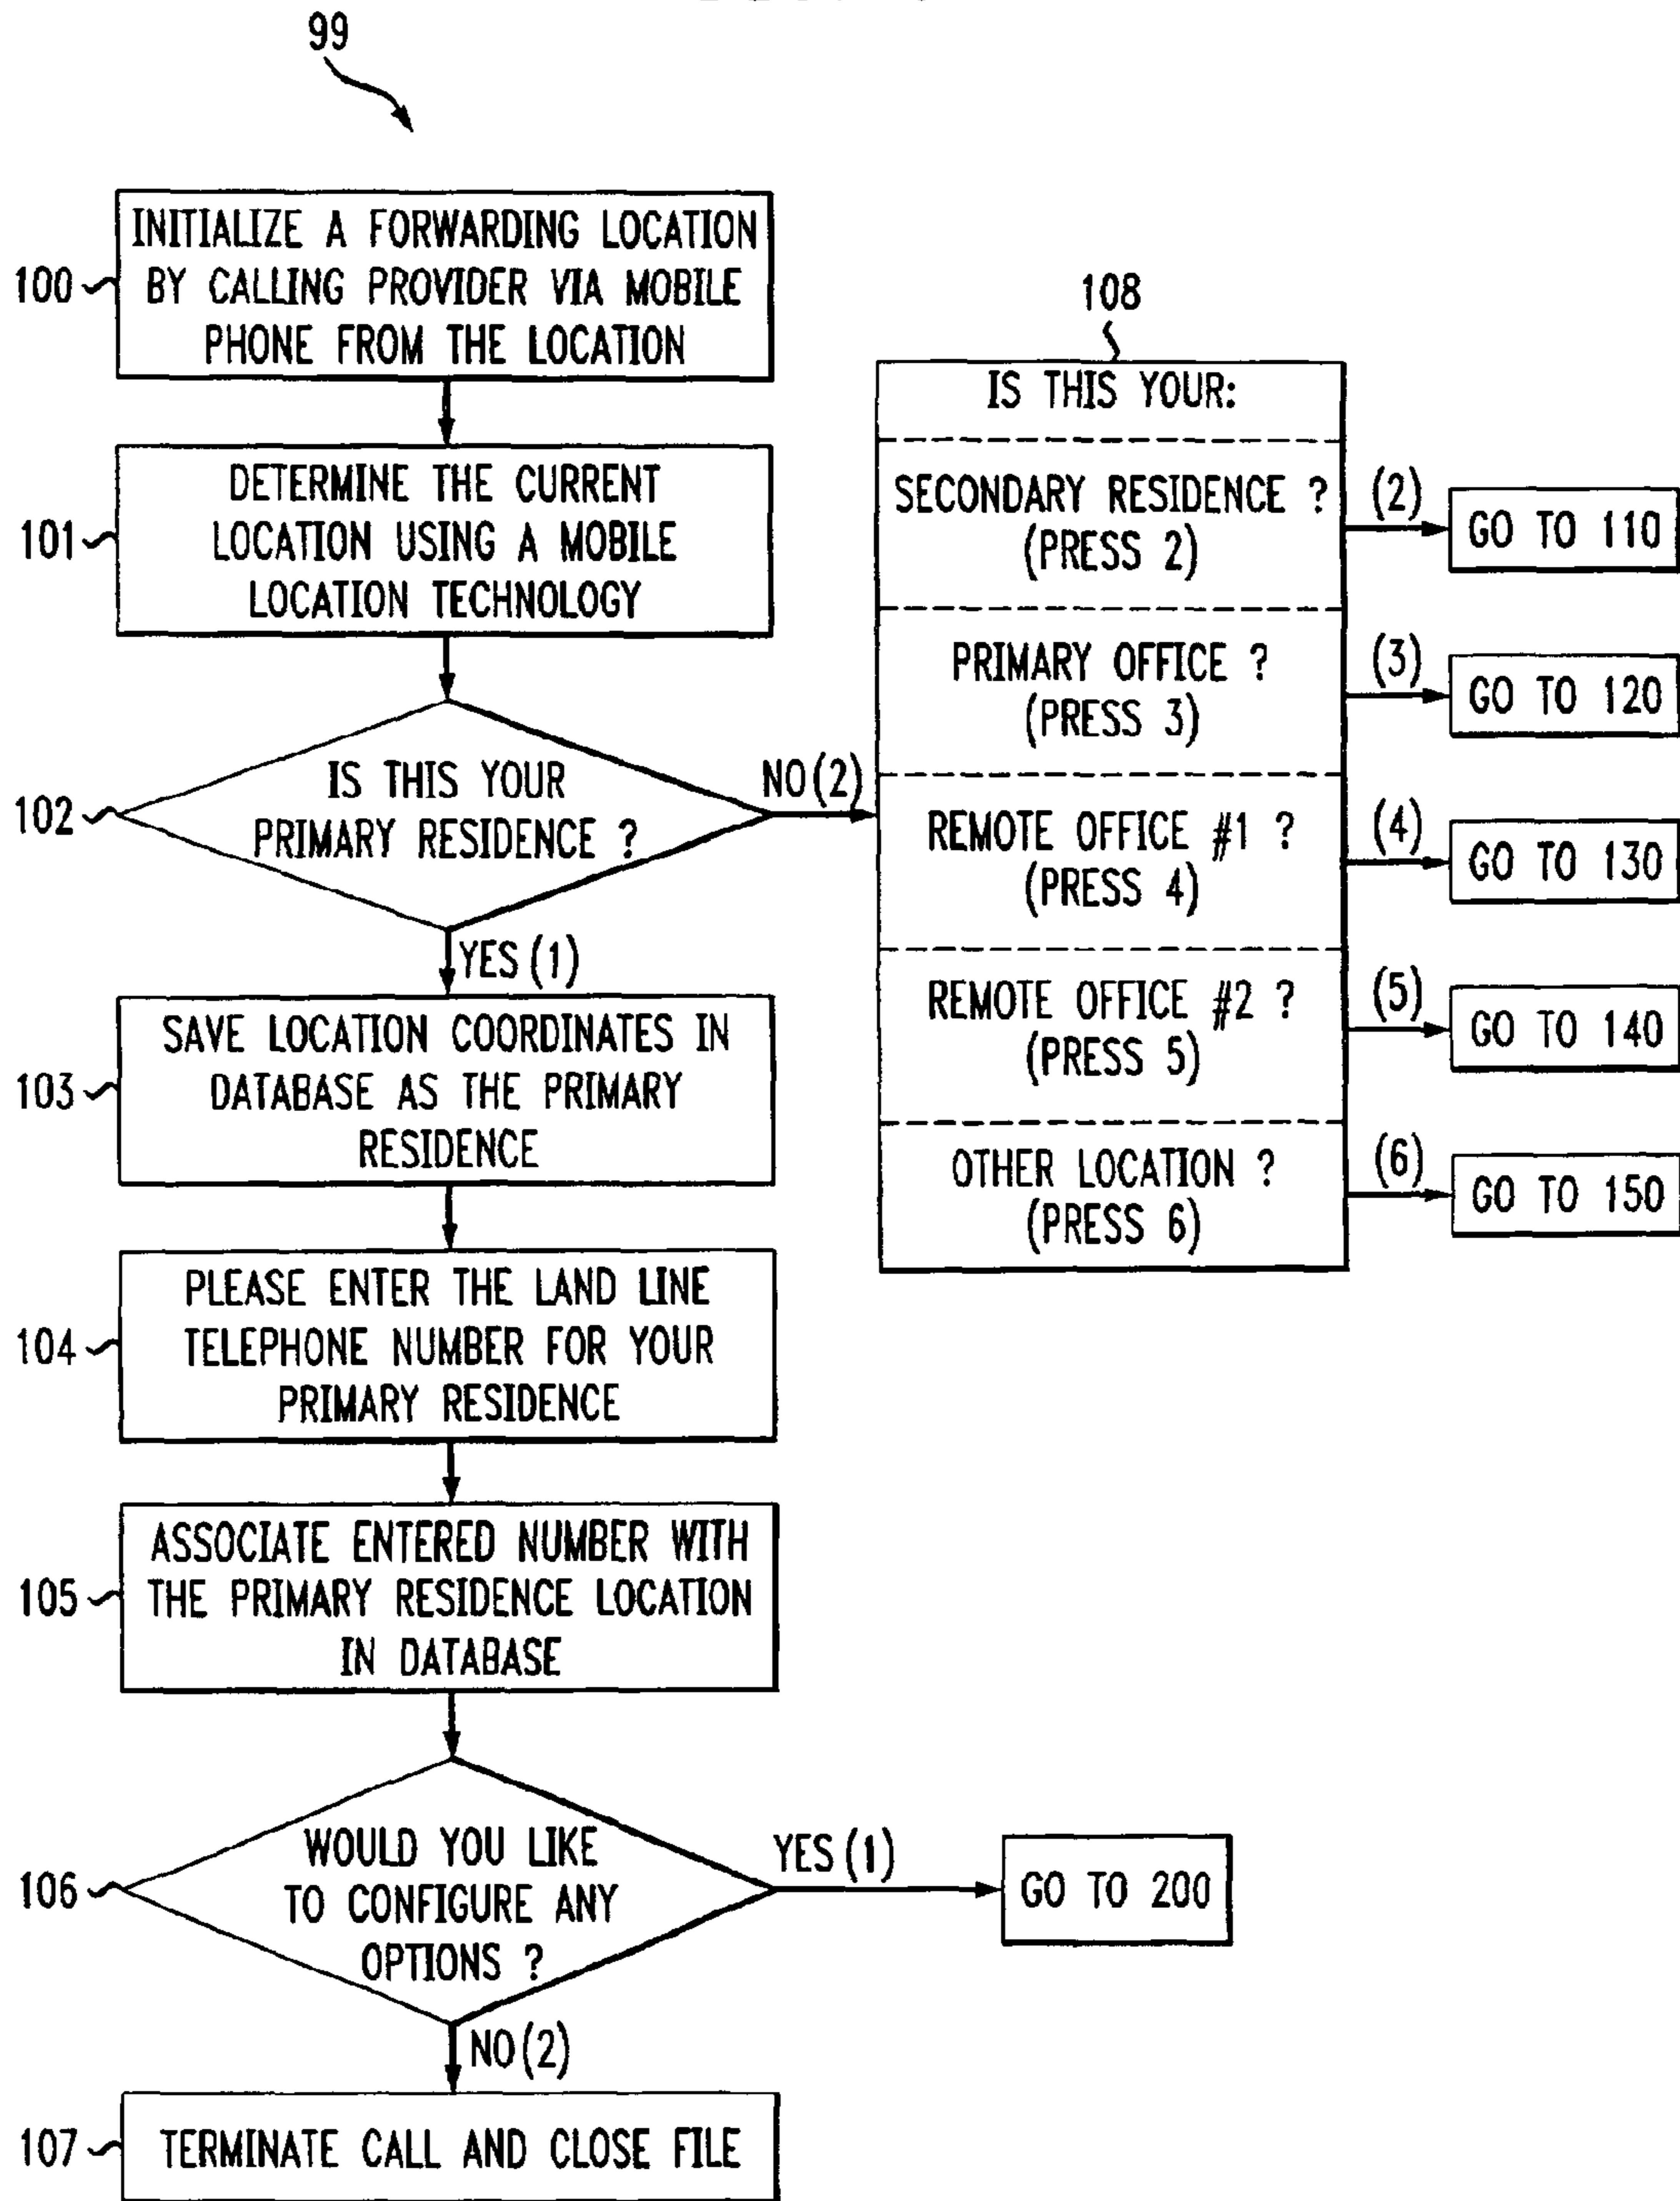 99
100
INITIALIZE A FORWARDING LOCATION
BY CALLING PROVIDER VIA MOBILE
PHONE FROM THE LOCATION
101
DETERMINE THE CURRENT
LOCATION USING A MOBILE
LOCATION TECHNOLOGY
102
IS THIS YOUR
PRIMARY RESIDENCE ?
NO(2)
YES(1)
103
SAVE LOCATION COORDINATES IN
DATABASE AS THE PRIMARY
RESIDENCE
104
PLEASE ENTER THE LAND LINE
TELEPHONE NUMBER FOR YOUR
PRIMARY RESIDENCE
105
ASSOCIATE ENTERED NUMBER WITH
THE PRIMARY RESIDENCE LOCATION
IN DATABASE
106
WOULD YOU LIKE
TO CONFIGURE ANY
OPTIONS ?
YES(1)
GO TO 200
NO(2)
107
TERMINATE CALL AND CLOSE FILE
108
IS THIS YOUR:
SECONDARY RESIDENCE ?
(PRESS 2)
(2)
GO TO 110
PRIMARY OFFICE ?
(PRESS 3)
(3)
GO TO 120
REMOTE OFFICE #1 ?
(PRESS 4)
(4)
GO TO 130
REMOTE OFFICE #2 ?
(PRESS 5)
(5)
GO TO 140
OTHER LOCATION ?
(PRESS 6)
(6)
GO TO 150